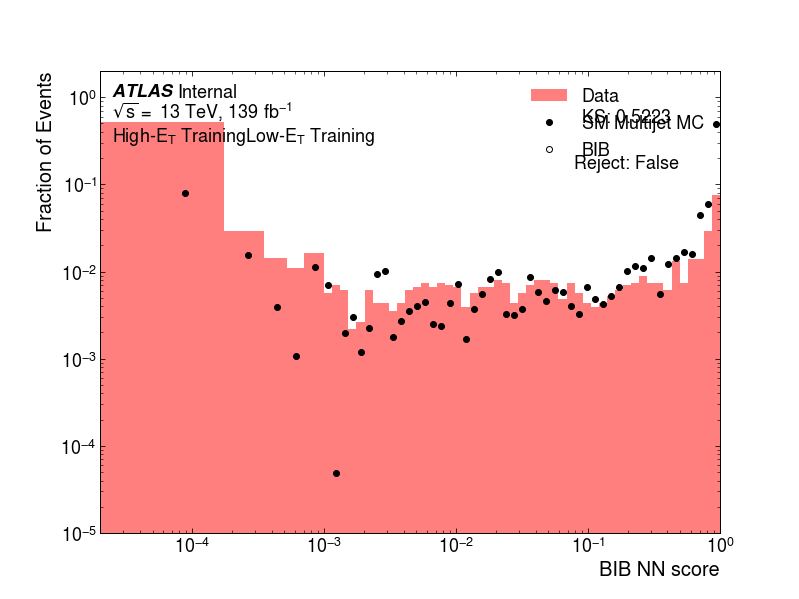 Fraction of Events
ATLAS Internal
√s = 13 TeV, 139 fb⁻¹
High-E_T TrainingLow-E_T Training
Data
KS: 0.5223
SM Multijet MC
BIB
Reject: False
10⁰
10⁻¹
10⁻²
10⁻³
10⁻⁴
10⁻⁵
10⁻⁴ 10⁻³ 10⁻² 10⁻¹ 10⁰
BIB NN score